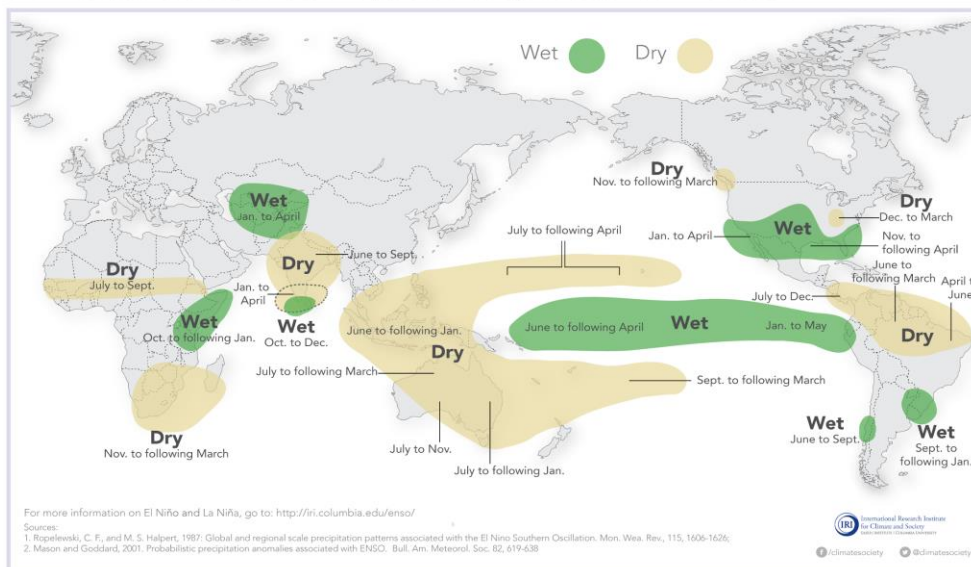 Wet
Dry
Dry
Nov. to following March
Dry
Dec. to March
Wet
Jan. to April
July to following April
Jan. to April
Wet
Nov. to
following April
June to Sept.
Dry
Dry
July to Sept.
Jan. to
April
July to Dec.
June to
following March
April to
June
Wet
Oct. to following Jan.
Wet
Oct. to Dec.
June to following Jan.
Dry
June to following April
Wet
Jan. to May
Dry
July to following March
Sept. to following March
Dry
Nov. to following March
July to Nov.
July to following Jan.
Wet
June to Sept.
Wet
Sept. to
following Jan.
For more information on El Niño and La Niña, go to: http://iri.columbia.edu/enso/
Sources:
1. Ropelewski, C. F., and M. S. Halpert, 1987: Global and regional scale precipitation patterns associated with the El Nino Southern Oscillation. Mon. Wea. Rev., 115, 1606-1626;
2. Mason and Goddard, 2001. Probabilistic precipitation anomalies associated with ENSO. Bull. Am. Meteorol. Soc. 82, 619-638
IRI
International Research Institute
for Climate and Society
EARTH INSTITUTE | COLUMBIA UNIVERSITY
/climatesociety
@climatesociety